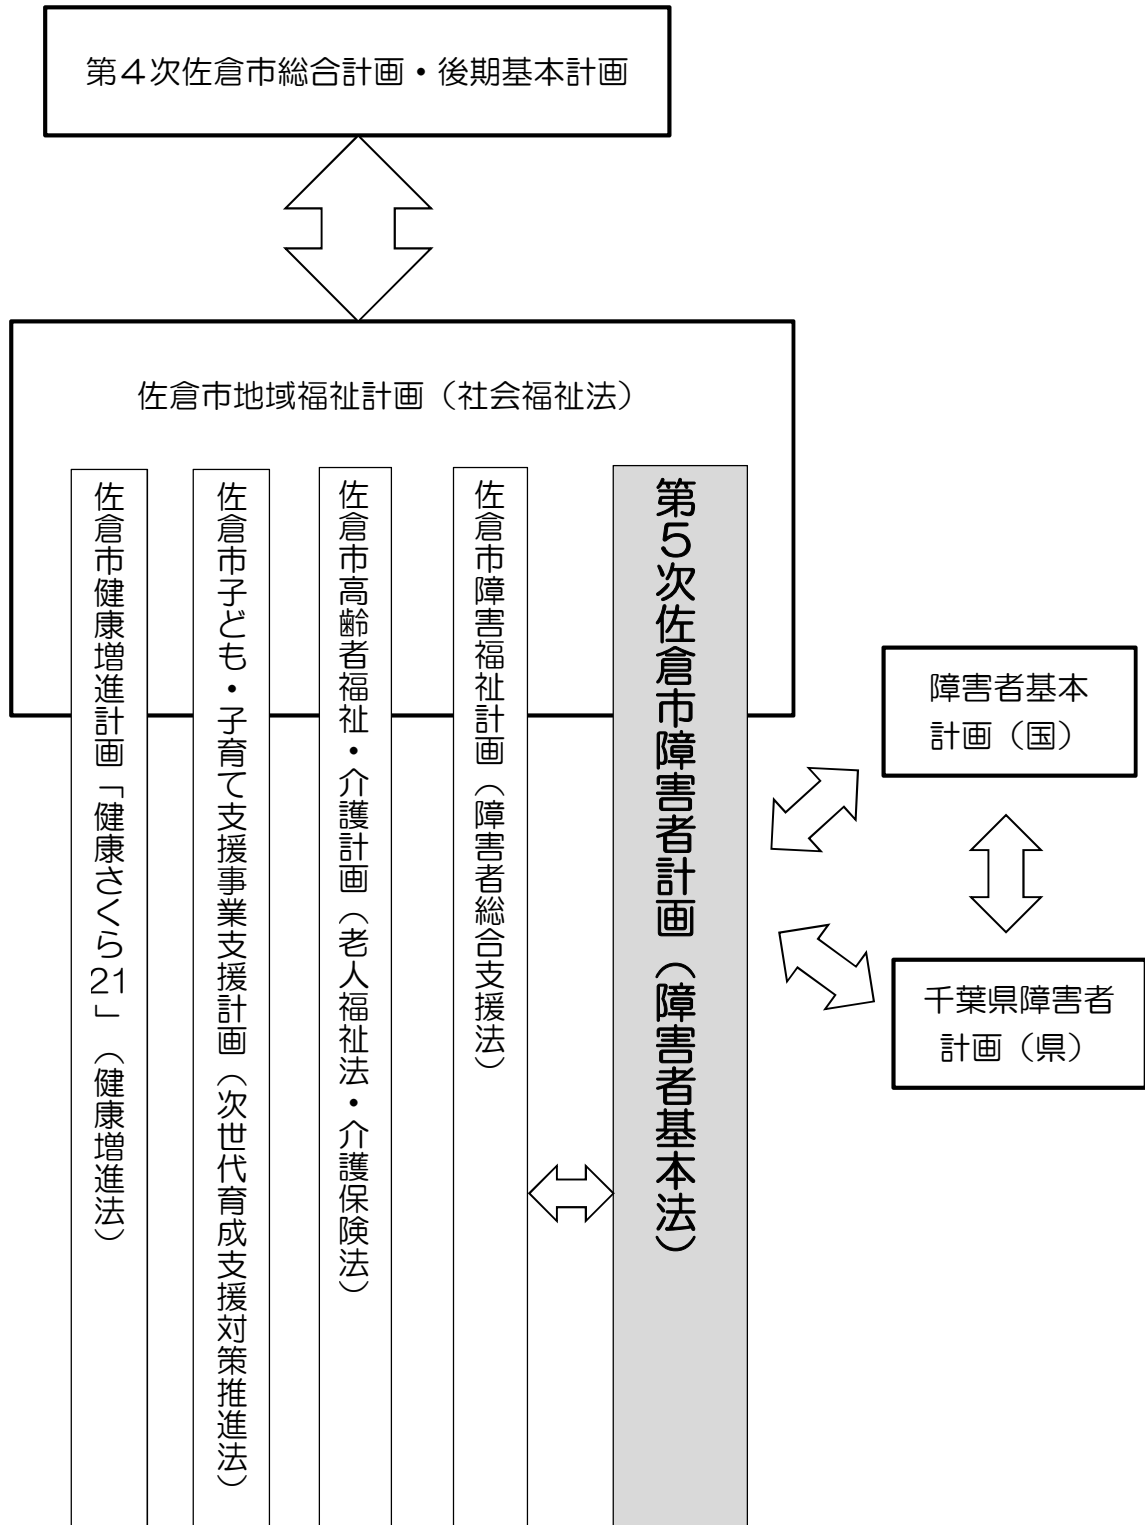 第４次佐倉市総合計画・後期基本計画
佐倉市地域福祉計画（社会福祉法）
佐倉市健康増進計画「健康さくら21」（健康増進法）
佐倉市子ども・子育て支援事業支援計画（次世代育成支援対策推進法）
佐倉市高齢者福祉・介護計画（老人福祉法・介護保険法）
佐倉市障害福祉計画（障害者総合支援法）
第５次佐倉市障害者計画（障害者基本法）
障害者基本
計画（国）
千葉県障害者
計画（県）